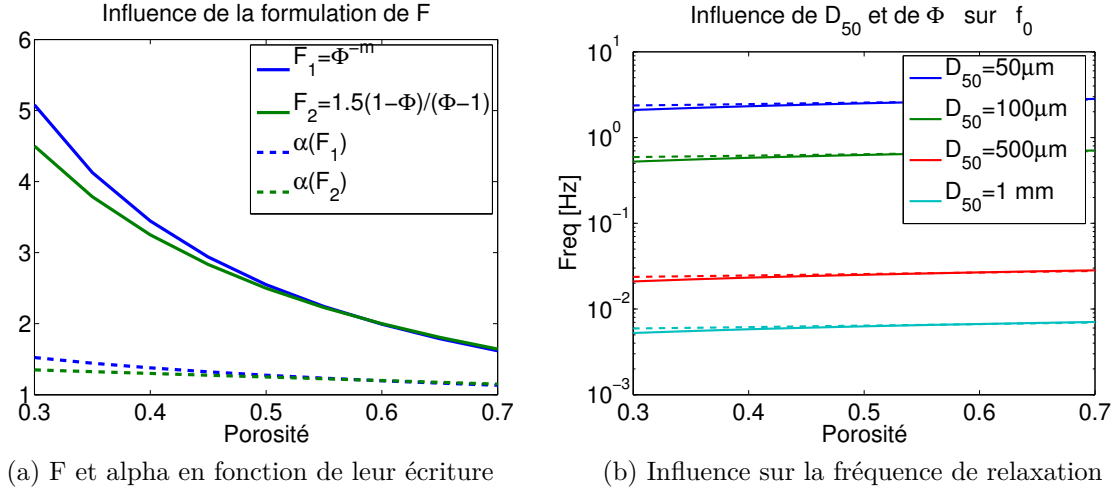 Influence de la formulation de F
6
5
4
3
2
1
0.3 0.4 0.5 0.6 0.7
Porosité
F₁=Φ⁻ᵐ
F₂=1.5(1−Φ)/(Φ−1)
α(F₁)
α(F₂)
(a) F et alpha en fonction de leur écriture
Influence de D₅₀ et de Φ sur f₀
Freq [Hz]
10¹
10⁰
10⁻¹
10⁻²
10⁻³
0.3 0.4 0.5 0.6 0.7
Porosité
D₅₀=50μm
D₅₀=100μm
D₅₀=500μm
D₅₀=1 mm
(b) Influence sur la fréquence de relaxation